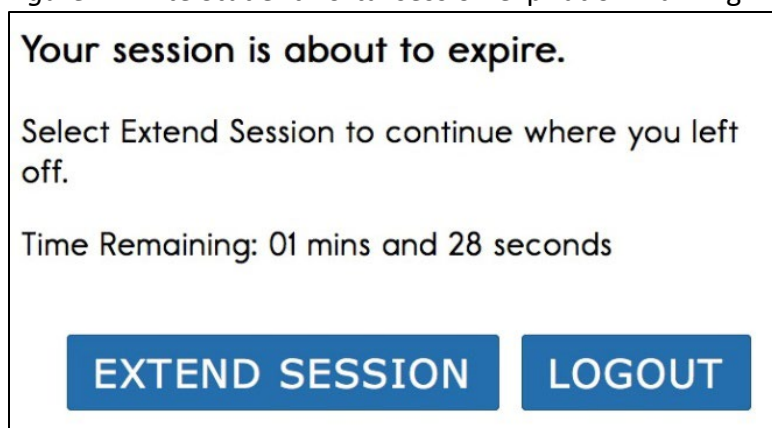 Your session is about to expire.
Select Extend Session to continue where you left
off.
Time Remaining: 01 mins and 28 seconds
EXTEND SESSION LOGOUT